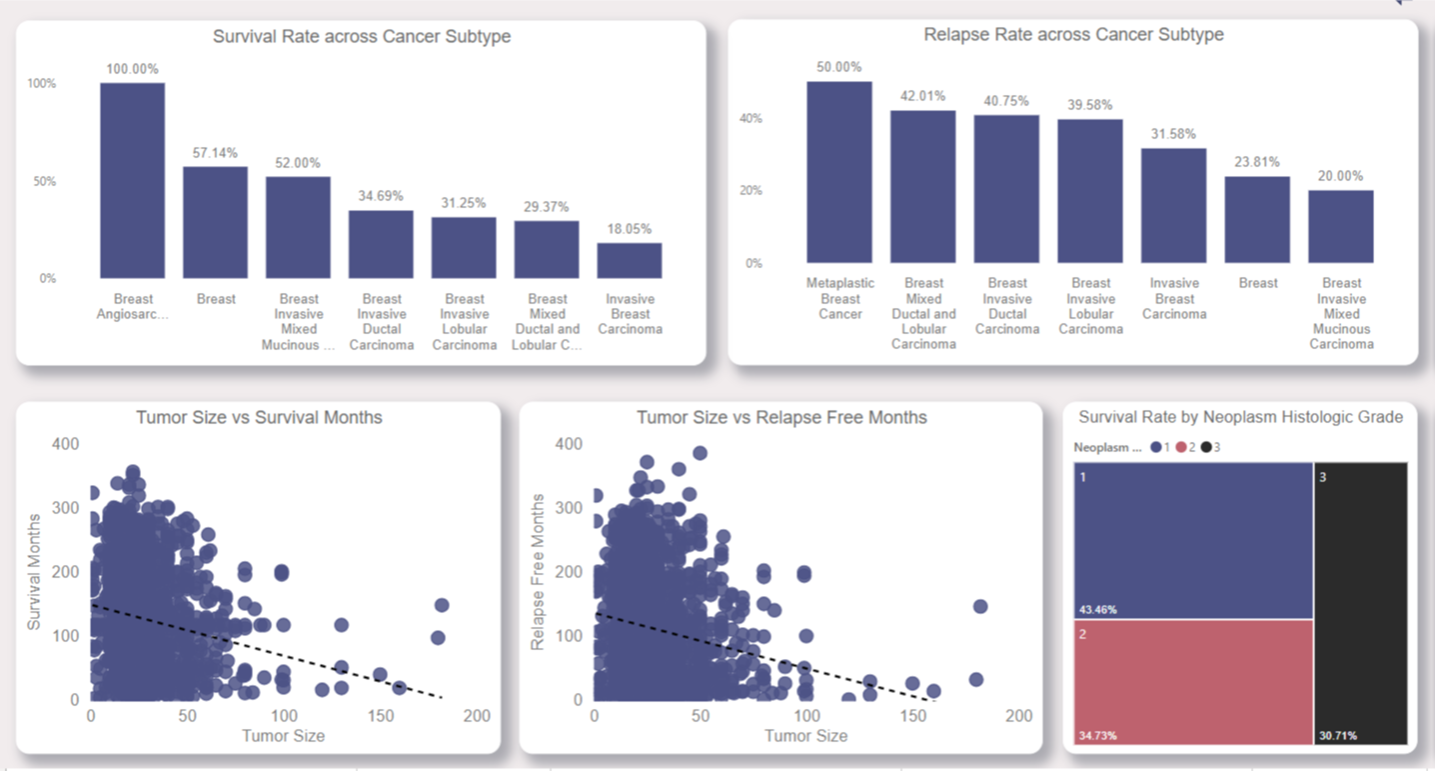 Survival Rate across Cancer Subtype
100%
50%
0%
100.00%
57.14%
52.00%
34.69%
31.25%
29.37%
18.05%
Breast
Angiosarc...
Breast
Breast
Invasive
Mixed
Mucinous ...
Breast
Invasive
Ductal
Carcinoma
Breast
Invasive
Lobular
Carcinoma
Breast
Mixed
Ductal and
Lobular C...
Invasive
Breast
Carcinoma
Relapse Rate across Cancer Subtype
40%
20%
0%
50.00%
42.01%
40.75%
39.58%
31.58%
23.81%
20.00%
Metaplastic
Breast
Cancer
Breast
Mixed
Ductal and
Lobular
Carcinoma
Breast
Invasive
Ductal
Carcinoma
Breast
Invasive
Lobular
Carcinoma
Invasive
Breast
Carcinoma
Breast
Breast
Invasive
Mixed
Mucinous
Carcinoma
Tumor Size vs Survival Months
Survival Months
400
300
200
100
0
0 50 100 150 200
Tumor Size
Tumor Size vs Relapse Free Months
Relapse Free Months
400
300
200
100
0
0 50 100 150 200
Tumor Size
Survival Rate by Neoplasm Histologic Grade
Neoplasm ... 1 2 3
1
43.46%
2
34.73%
3
30.71%